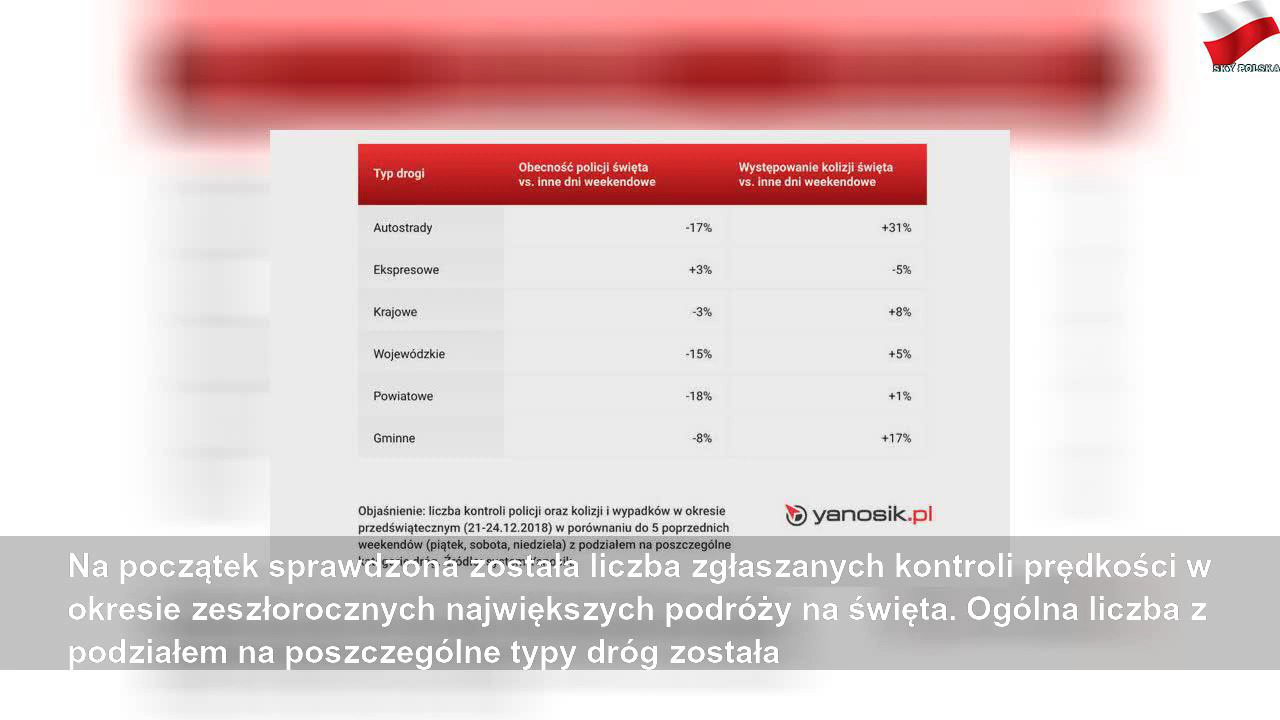 SKY POLSKA
Typ drogi
Obecność policji święta
vs. inne dni weekendowe
Występowanie kolizji święta
vs. inne dni weekendowe
Autostrady -17% +31%
Ekspresowe +3% -5%
Krajowe -3% +8%
Wojewódzkie -15% +5%
Powiatowe -18% +1%
Gminne -8% +17%
Objaśnienie: liczba kontroli policji oraz kolizji i wypadków w okresie
przedświątecznym (21-24.12.2018) w porównaniu do 5 poprzednich
weekendów (piątek, sobota, niedziela) z podziałem na poszczególne
yanosik.pl
Na początek sprawdzona została liczba zgłaszanych kontroli prędkości w
okresie zeszłorocznych największych podróży na święta. Ogólna liczba z
podziałem na poszczególne typy dróg została